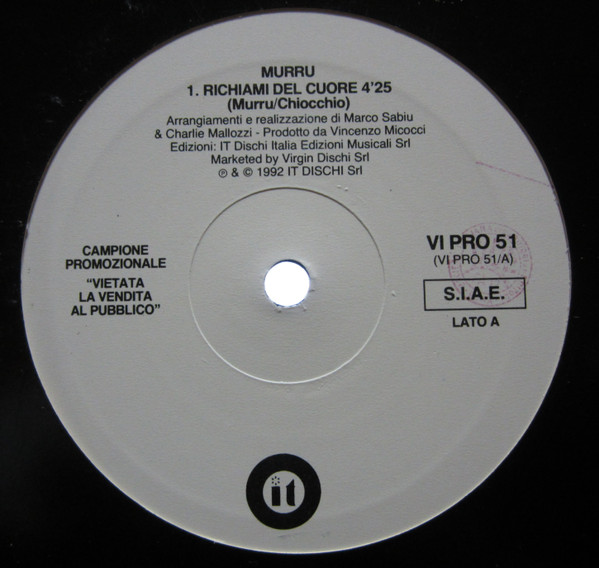 MURRU
1. RICHIAMI DEL CUORE 4'25
(Murru/Chiocchio)
Arrangiamenti e realizzazione di Marco Sabiu
& Charlie Mallozzi - Prodotto da Vincenzo Micocci
Edizioni: IT Dischi Italia Edizioni Musicali Srl
Marketed by Virgin Dischi Srl
℗ & © 1992 IT DISCHI Srl
CAMPIONE
PROMOZIONALE
"VIETATA
LA VENDITA
AL PUBBLICO"
VI PRO 51
(VI PRO 51/A)
S.I.A.E.
LATO A
it